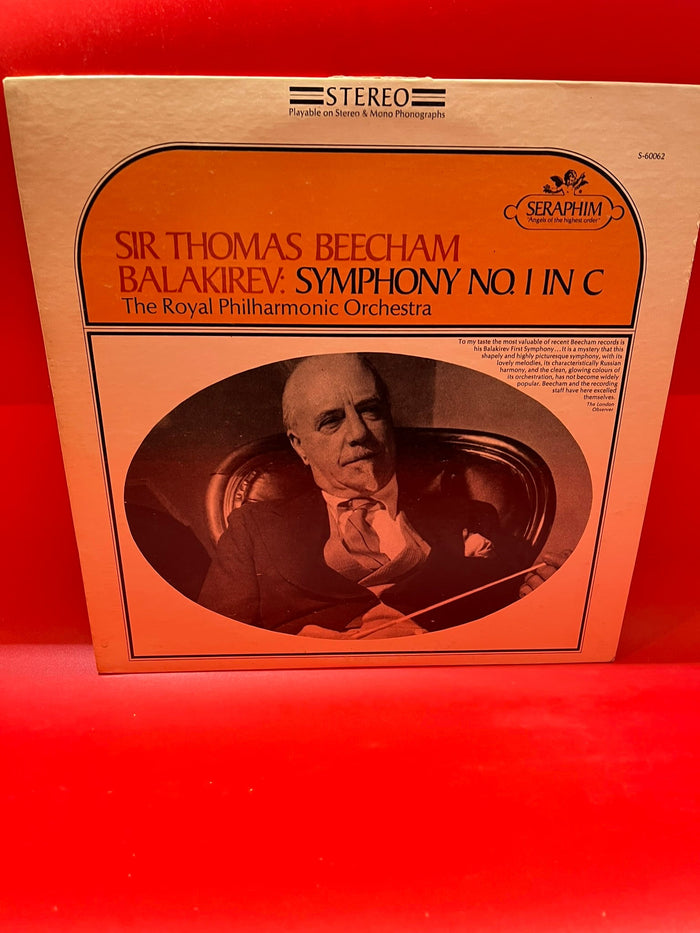 STEREO
Playable on Stereo & Mono Phonographs
S-60062
SERAPHIM
"Angels of the highest order"
SIR THOMAS BEECHAM
BALAKIREV: SYMPHONY NO. 1 IN C
The Royal Philharmonic Orchestra
To my taste the most valuable of recent Beecham records is
his Balakirev First Symphony...It is a mystery that this
shapely and highly picturesque symphony, with its
lovely melodies, its characteristically Russian
harmony, and the clean, glowing colours of
its orchestration, has not become widely
popular. Beecham and the recording
staff have here excelled
themselves.
The London
Observer